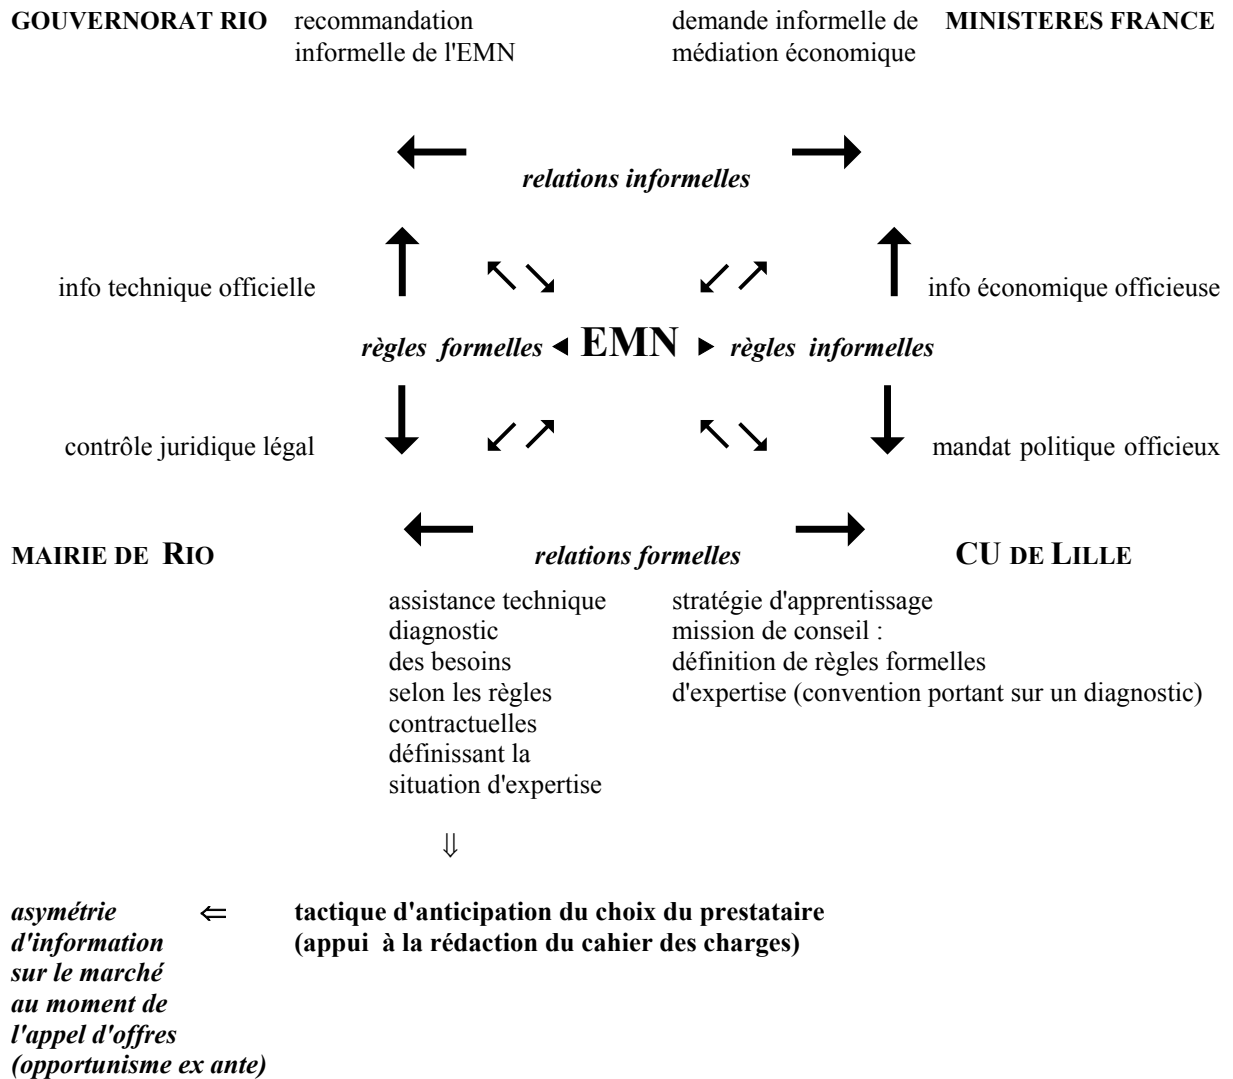 GOUVERNORAT RIO recommandation demande informelle de MINISTERES FRANCE
informelle de l'EMN médiation économique
relations informelles
info technique officielle info économique officieuse
règles formelles EMN règles informelles
contrôle juridique légal mandat politique officieux
MAIRIE DE RIO relations formelles CU DE LILLE
assistance technique stratégie d'apprentissage
diagnostic mission de conseil :
des besoins définition de règles formelles
selon les règles d'expertise (convention portant sur un diagnostic)
contractuelles
définissant la
situation d'expertise
⇓
asymétrie ⇐ tactique d'anticipation du choix du prestataire
d'information (appui à la rédaction du cahier des charges)
sur le marché
au moment de
l'appel d'offres
(opportunisme ex ante)